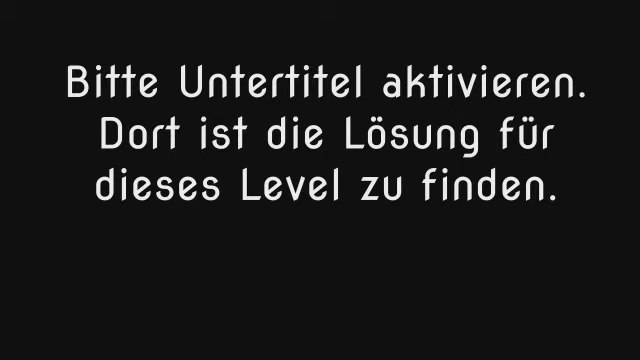 Bitte Untertitel aktivieren.
Dort ist die Lösung für
dieses Level zu finden.